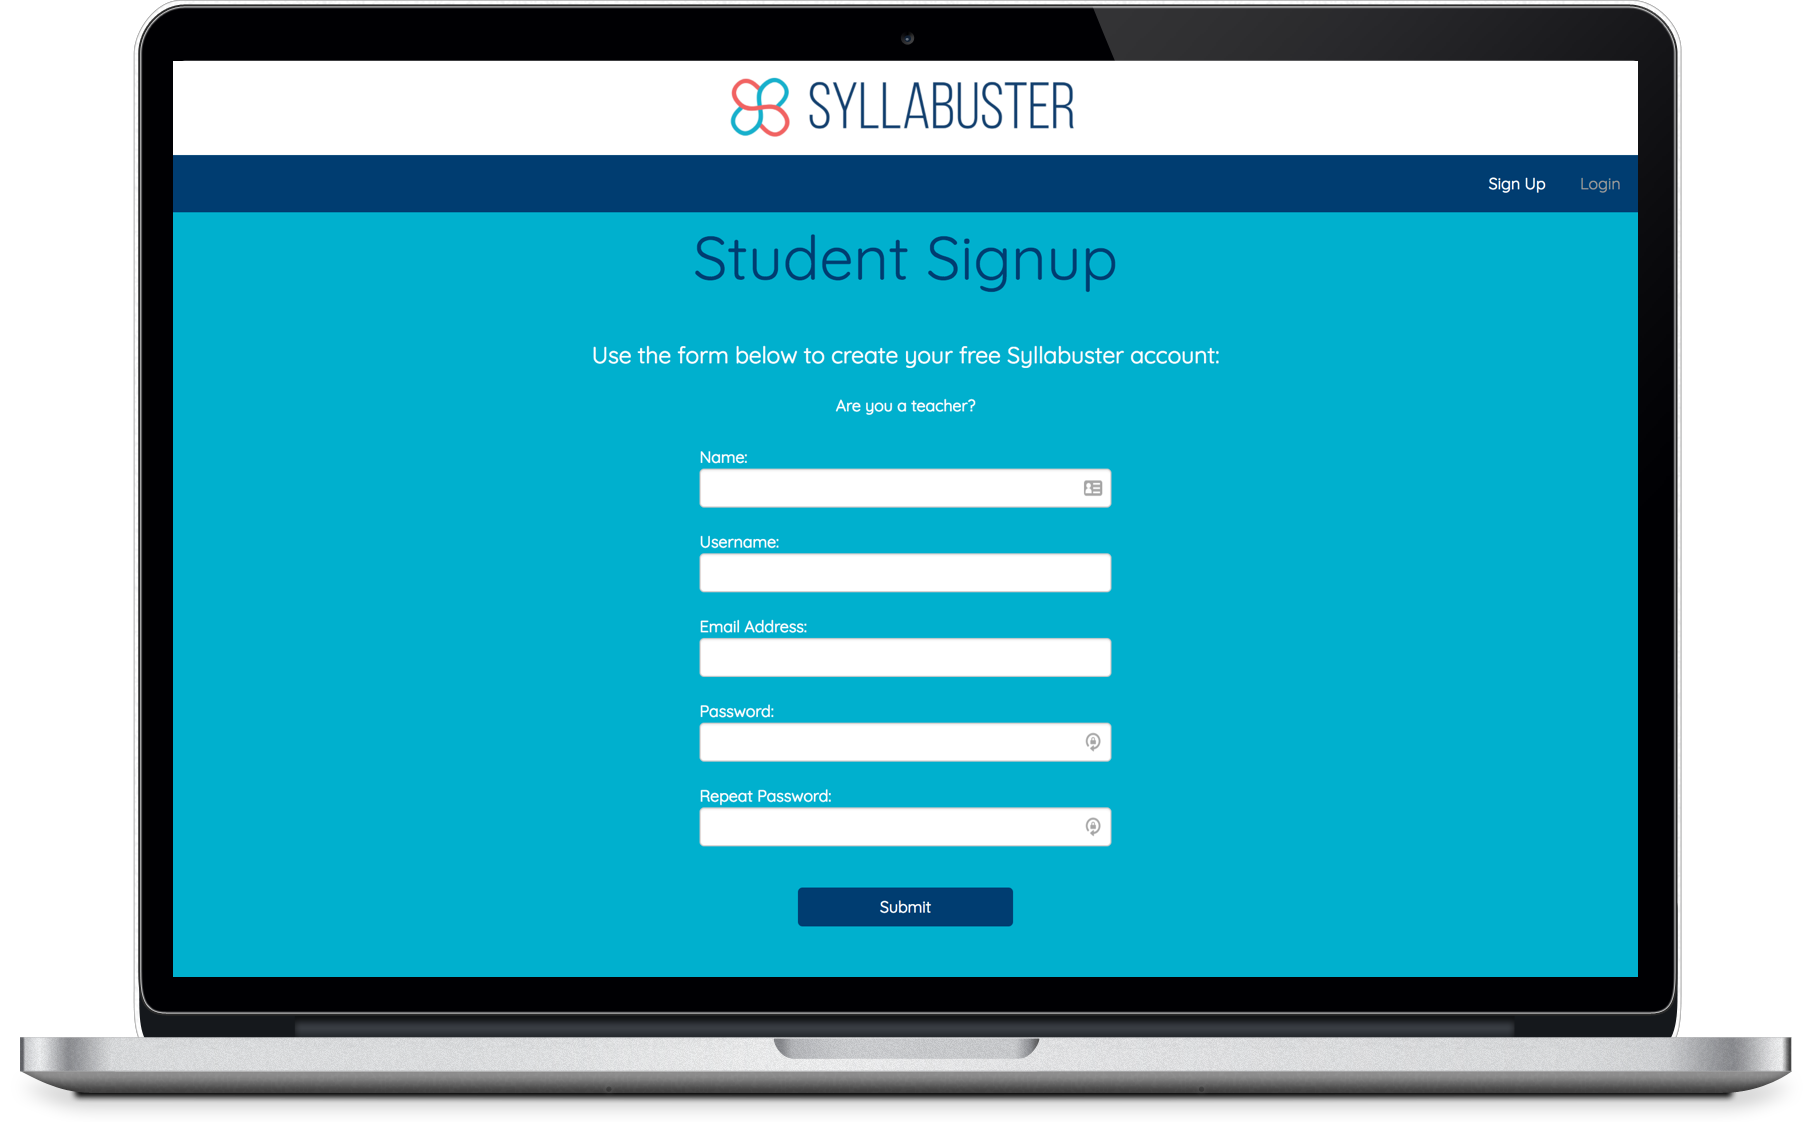 SYLLABUSTER
Sign Up Login
Student Signup
Use the form below to create your free Syllabuster account:
Are you a teacher?
Name:
Username:
Email Address:
Password:
Repeat Password:
Submit